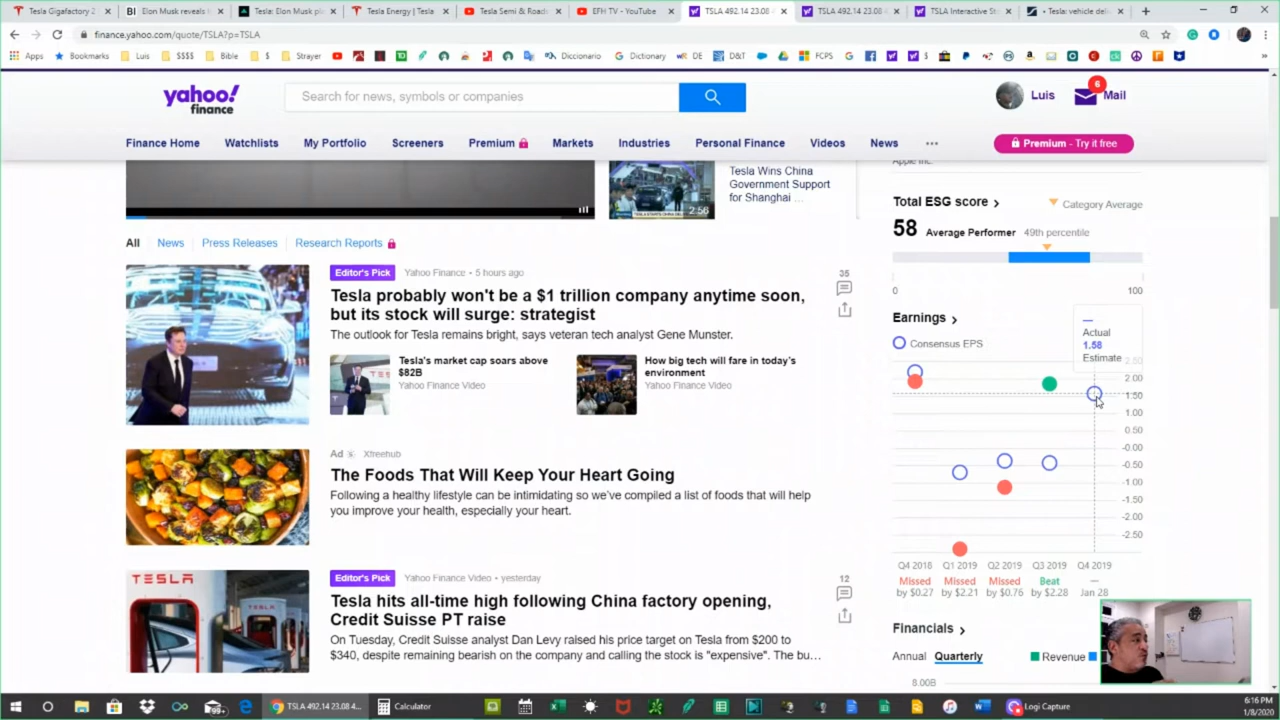 Tesla Gigafactory 2
Elon Musk reveals
Tesla: Elon Musk pl
Tesla Energy | Tesla
Tesla Semi & Roads
EFH TV - YouTube
TSLA 492.14 23.08
TSLA 492.14 23.08
TSLA Interactive St
Tesla: vehicle deli
finance.yahoo.com/quote/TSLA?p=TSLA
Apps Bookmarks Luis $$$$ Bible $ Strayer Diccionario Dictionary DE D&T FCPS $
yahoo! finance
Search for news, symbols or companies
Luis
6
Mail
Finance Home Watchlists My Portfolio Screeners Premium Markets Industries Personal Finance Videos News ...
Premium - Try it free
2:56
Tesla Wins China
Government Support
for Shanghai ...
All News Press Releases Research Reports
Editor's Pick Yahoo Finance • 5 hours ago
35
Tesla probably won't be a $1 trillion company anytime soon,
but its stock will surge: strategist
The outlook for Tesla remains bright, says veteran tech analyst Gene Munster.
Tesla's market cap soars above
$82B
Yahoo Finance Video
How big tech will fare in today's
environment
Yahoo Finance Video
Ad Xfreehub
The Foods That Will Keep Your Heart Going
Following a healthy lifestyle can be intimidating so we've compiled a list of foods that will help
you improve your health, especially your heart.
TESLA
Editor's Pick Yahoo Finance Video • yesterday
12
Tesla hits all-time high following China factory opening,
Credit Suisse PT raise
On Tuesday, Credit Suisse analyst Dan Levy raised his price target on Tesla from $200 to
$340, despite remaining bearish on the company and calling the stock is "expensive". The bu...
Apple Inc.
Total ESG score
Category Average
58 Average Performer 49th percentile
0 100
Earnings
Consensus EPS
—
Actual
1.58
Estimate
2.50
2.00
1.50
1.00
0.50
-0.00
-0.50
-1.00
-1.50
-2.00
-2.50
Q4 2018 Q1 2019 Q2 2019 Q3 2019 Q4 2019
Missed Missed Missed Beat —
by $0.27 by $2.21 by $0.76 by $2.28 Jan 28
Financials
Annual Quarterly Revenue
8.00B
99+
TSLA 492.14 23.08 4...
Calculator
Logi Capture
6:16 PM
1/8/2020